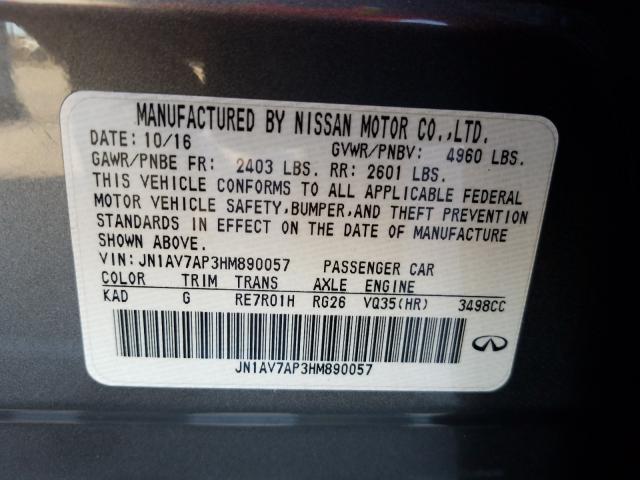 MANUFACTURED BY NISSAN MOTOR CO.,LTD.
DATE: 10/16 GVWR/PNBV: 4960 LBS.
GAWR/PNBE FR: 2403 LBS. RR: 2601 LBS.
THIS VEHICLE CONFORMS TO ALL APPLICABLE FEDERAL
MOTOR VEHICLE SAFETY,BUMPER,AND THEFT PREVENTION
STANDARDS IN EFFECT ON THE DATE OF MANUFACTURE
SHOWN ABOVE.
VIN: JN1AV7AP3HM890057 PASSENGER CAR
COLOR TRIM TRANS AXLE ENGINE
KAD G RE7R01H RG26 VQ35(HR) 3498CC
JN1AV7AP3HM890057